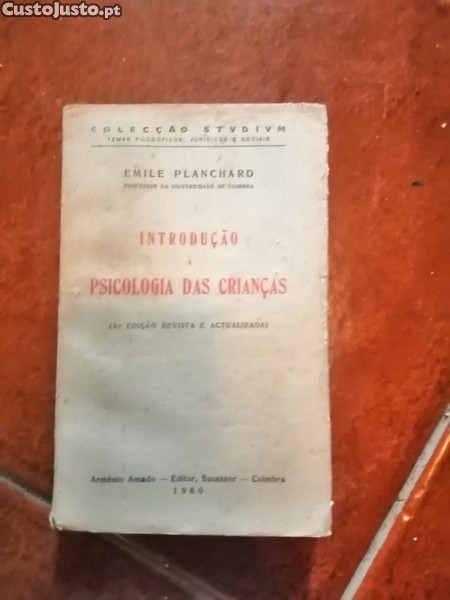 CustoJusto.pt
COLECÇÃO STVDIVM
TEMAS FILOSÓFICOS, JURÍDICOS E SOCIAIS
EMILE PLANCHARD
PROFESSOR DA UNIVERSIDADE DE COIMBRA
INTRODUÇÃO
À
PSICOLOGIA DAS CRIANÇAS
EDIÇÃO REVISTA E ACTUALIZADA)
Arménio Amado — Editor, Sucessor — Coimbra
1960